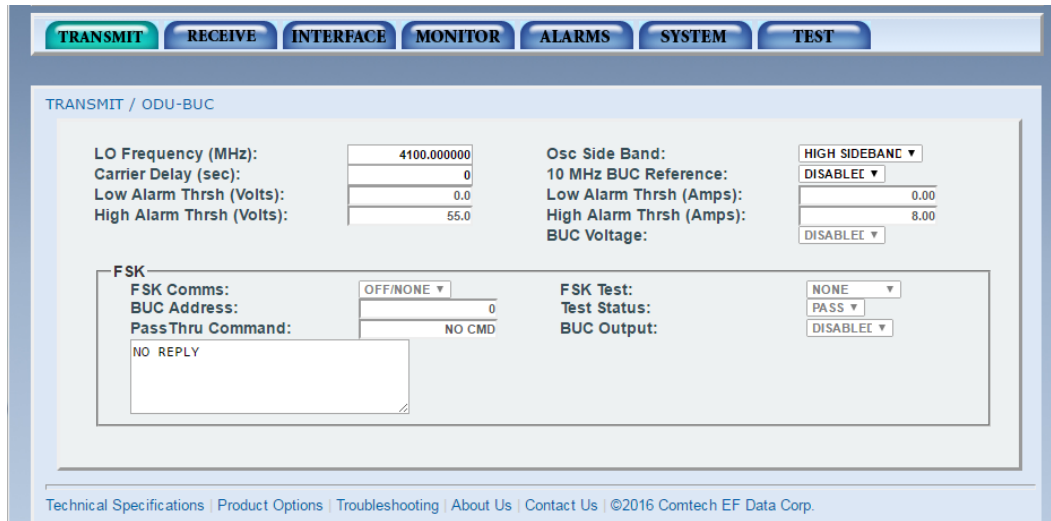 TRANSMIT RECEIVE INTERFACE MONITOR ALARMS SYSTEM TEST
TRANSMIT / ODU-BUC
LO Frequency (MHz): 4100.000000 Osc Side Band: HIGH SIDEBAND
Carrier Delay (sec): 0 10 MHz BUC Reference: DISABLED
Low Alarm Thrsh (Volts): 0.0 Low Alarm Thrsh (Amps): 0.00
High Alarm Thrsh (Volts): 55.0 High Alarm Thrsh (Amps): 8.00
BUC Voltage: DISABLED
FSK
FSK Comms: OFF/NONE FSK Test: NONE
BUC Address: 0 Test Status: PASS
PassThru Command: NO CMD BUC Output: DISABLED
NO REPLY
Technical Specifications | Product Options | Troubleshooting | About Us | Contact Us | ©2016 Comtech EF Data Corp.